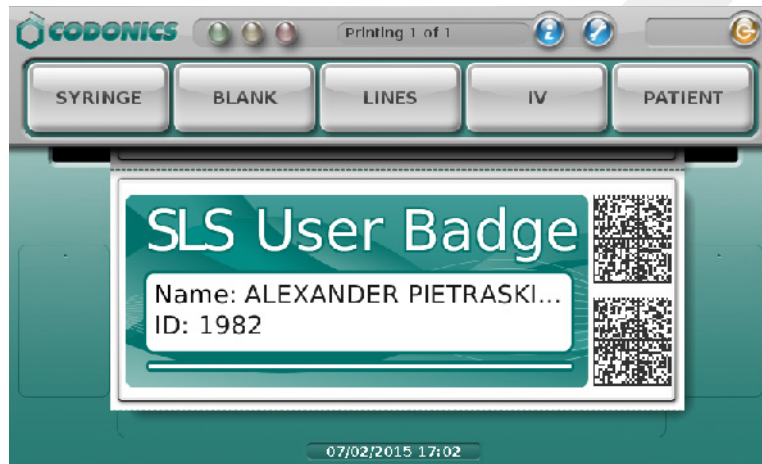 CODONICS
Printing 1 of 1
SYRINGE
BLANK
LINES
IV
PATIENT
SLS User Badge
Name: ALEXANDER PIETRASKI...
ID: 1982
07/02/2015 17:02